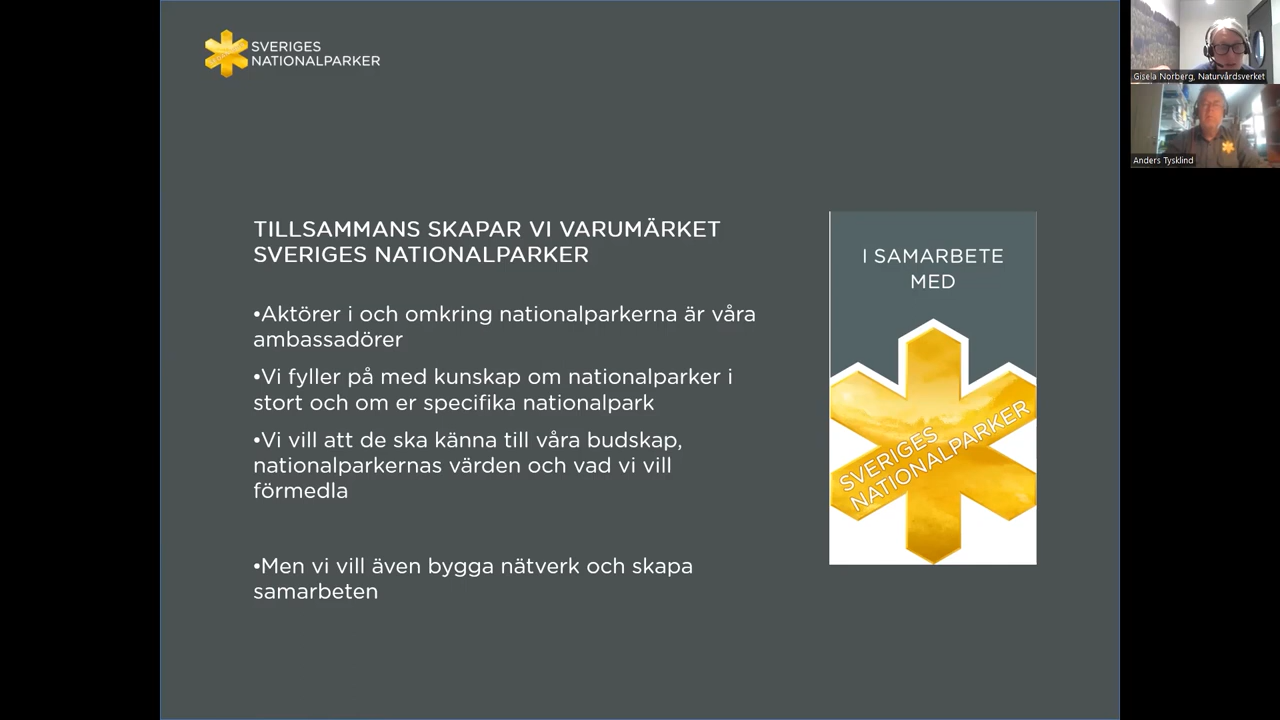 SVERIGES
NATIONALPARKER
TILLSAMMANS SKAPAR VI VARUMÄRKET
SVERIGES NATIONALPARKER
•Aktörer i och omkring nationalparkerna är våra
ambassadörer
•Vi fyller på med kunskap om nationalparker i
stort och om er specifika nationalpark
•Vi vill att de ska känna till våra budskap,
nationalparkernas värden och vad vi vill
förmedla
•Men vi vill även bygga nätverk och skapa
samarbeten
I SAMARBETE
MED
SVERIGES
NATIONALPARKER
Gisela Norberg, Naturvårdsverket
Anders Tysklind